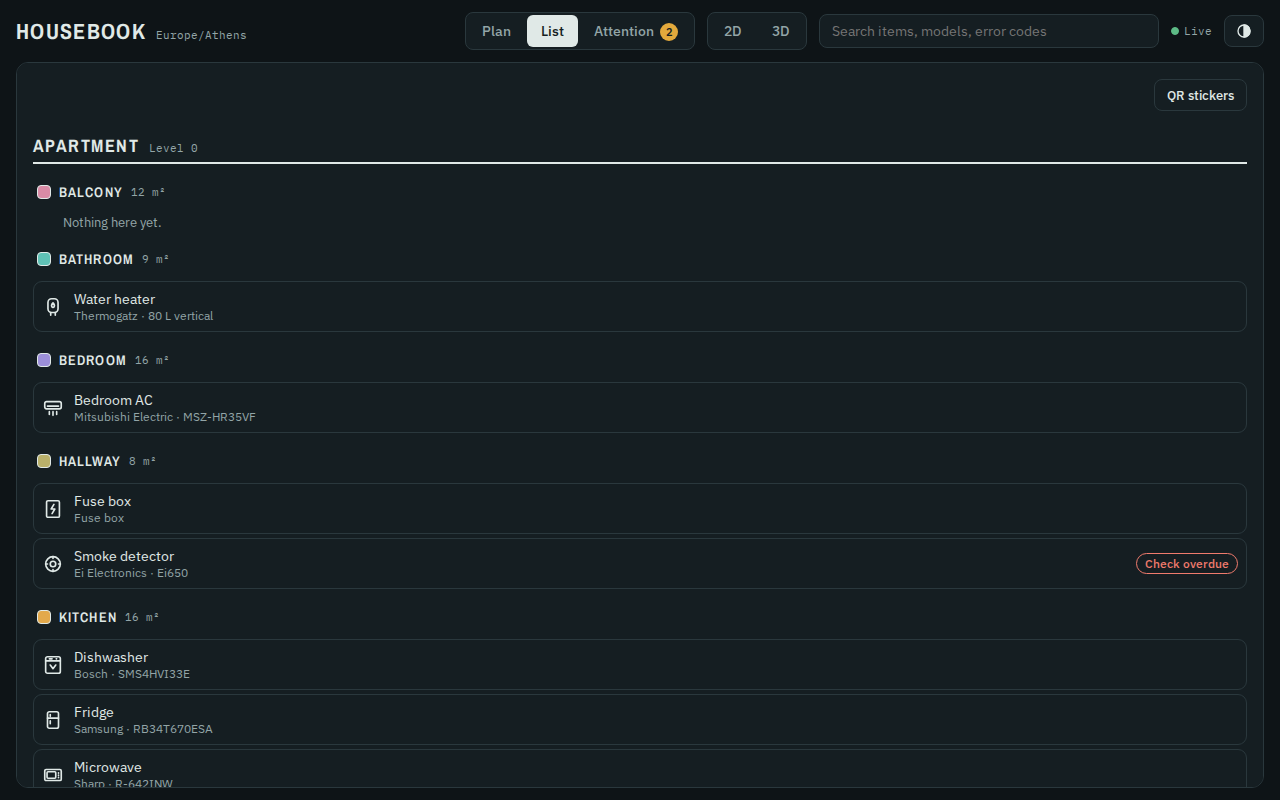 HOUSEBOOK Europe/Athens
Plan List Attention 2 2D 3D Search items, models, error codes Live
QR stickers
APARTMENT Level 0
BALCONY 12 m²
Nothing here yet.
BATHROOM 9 m²
Water heater
Thermogatz · 80 L vertical
BEDROOM 16 m²
Bedroom AC
Mitsubishi Electric · MSZ-HR35VF
HALLWAY 8 m²
Fuse box
Fuse box
Smoke detector
Ei Electronics · Ei650
Check overdue
KITCHEN 16 m²
Dishwasher
Bosch · SMS4HVI33E
Fridge
Samsung · RB34T670ESA
Microwave
Sharp · R-642INW